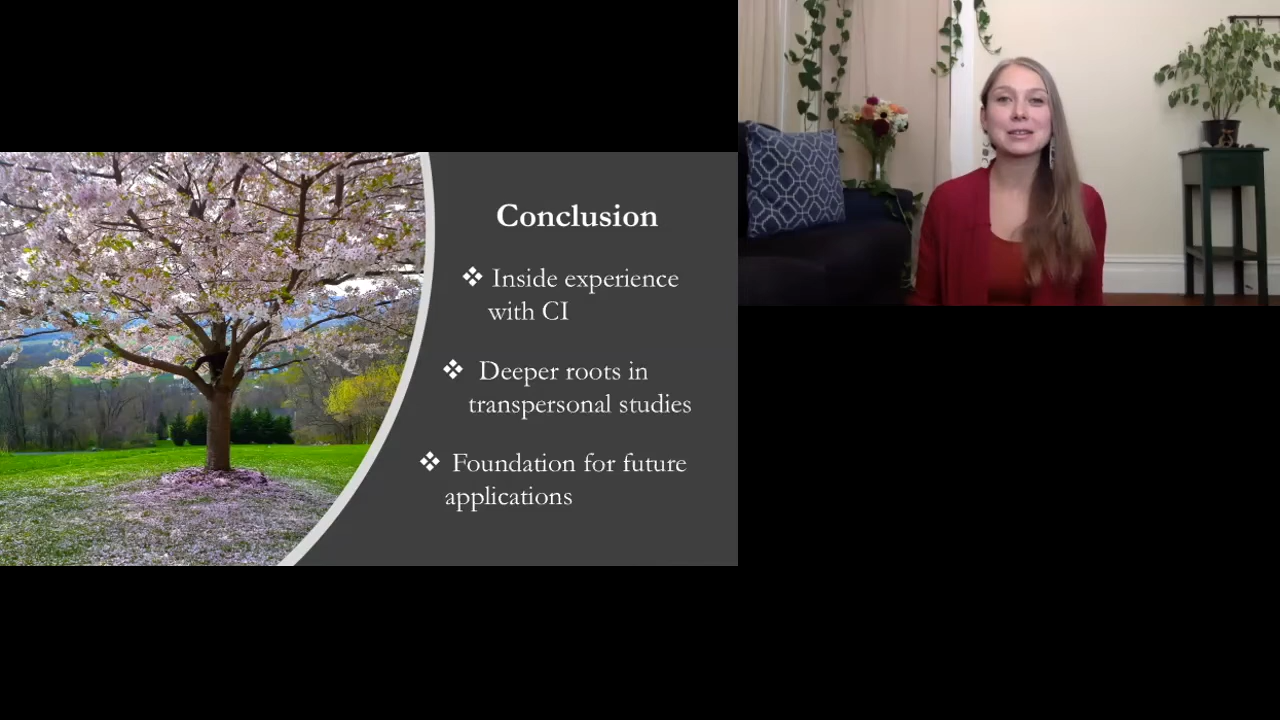 Conclusion
❖ Inside experience
with CI
❖ Deeper roots in
transpersonal studies
❖ Foundation for future
applications